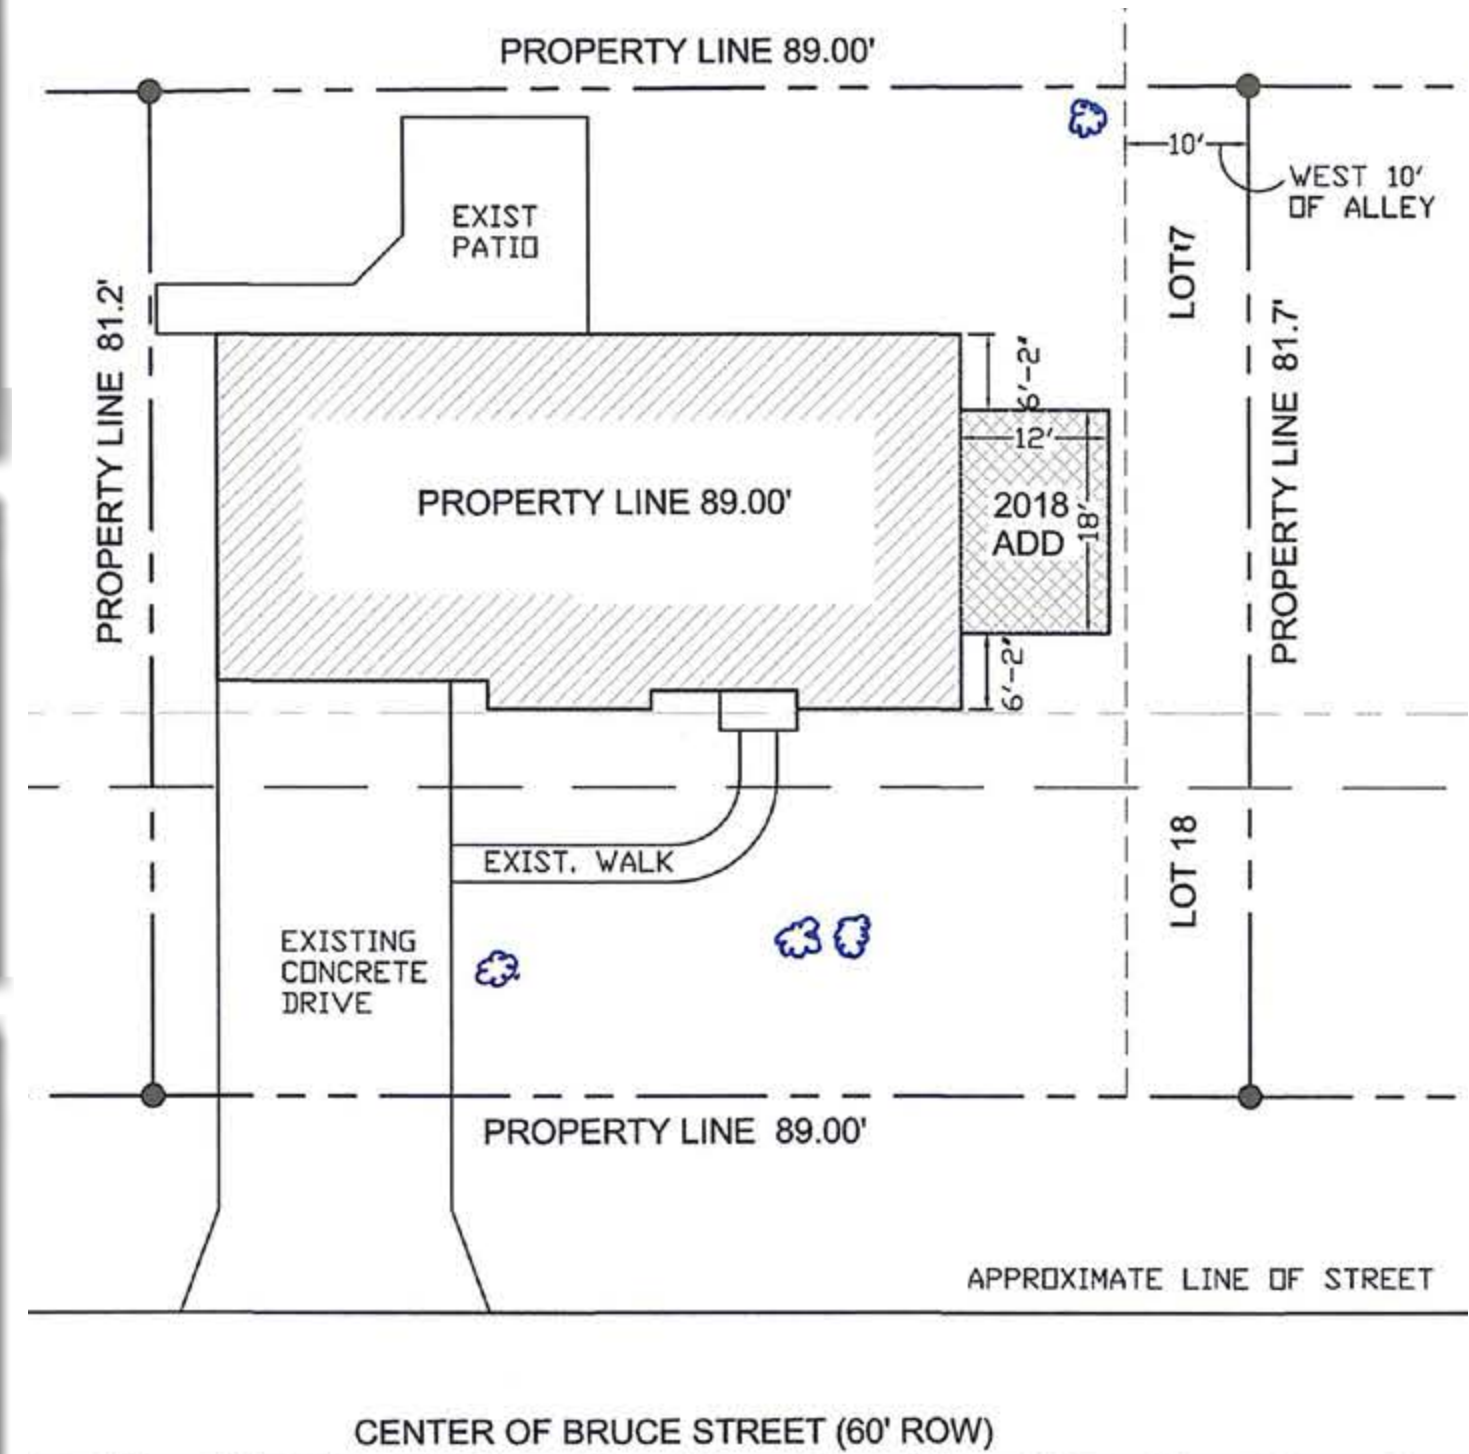 PROPERTY LINE 89.00'
10'
WEST 10'
OF ALLEY
EXIST
PATIO
LOT 17
PROPERTY LINE 81.2'
PROPERTY LINE 81.7'
6'-2"
12'
PROPERTY LINE 89.00'
2018
ADD
18'
6'-2"
EXIST. WALK
LOT 18
EXISTING
CONCRETE
DRIVE
PROPERTY LINE 89.00'
APPROXIMATE LINE OF STREET
CENTER OF BRUCE STREET (60' ROW)